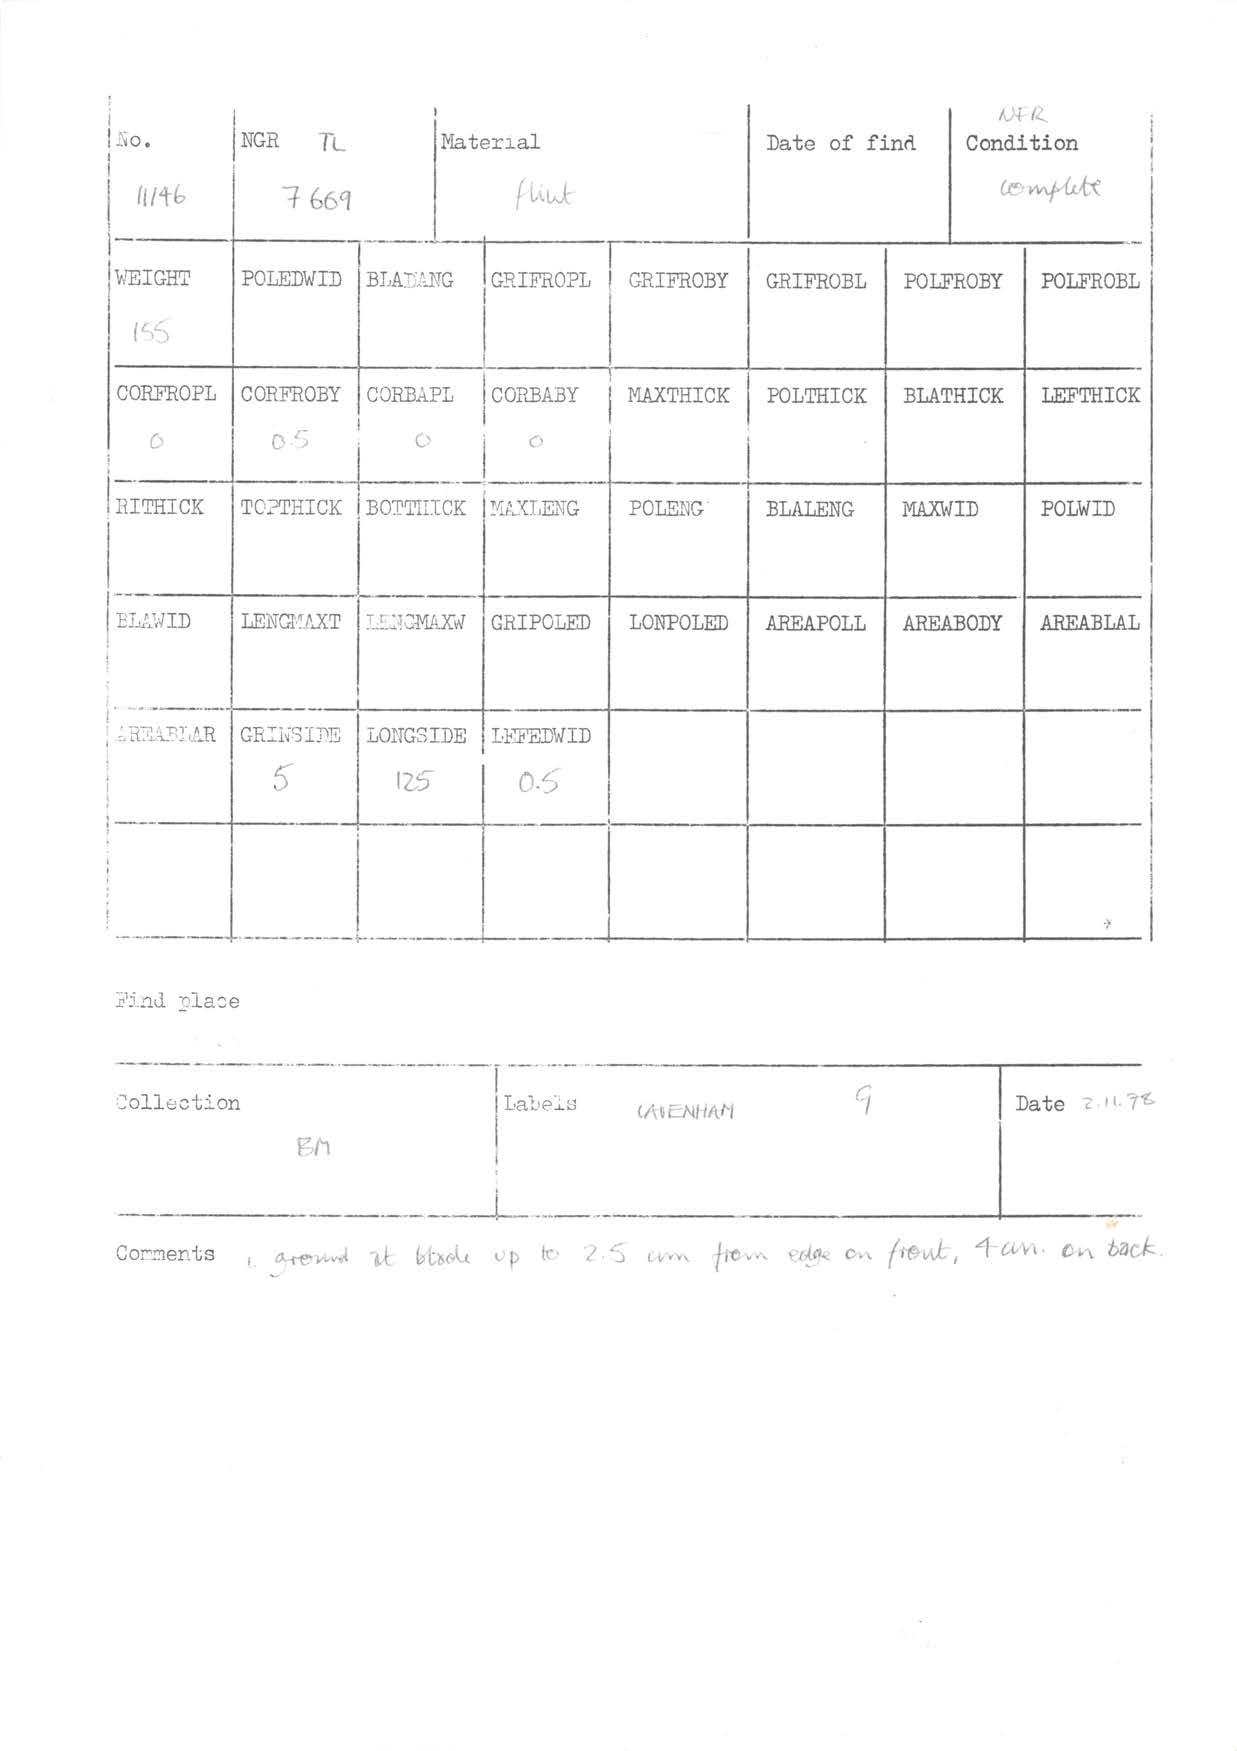 NFR
No. NGR TL Material Date of find Condition
11/46 7 669 flint complete
WEIGHT POLEDWID BLADANG GRIFROPL GRIFROBY GRIFROBL POLFROBY POLFROBL
155
CORFROPL CORFROBY CORBAPL CORBABY MAXTHICK POLTHICK BLATHICK LEFTHICK
0 0.5 0 0
RITHICK TOPTHICK BOTTHICK MAXLENG POLENG BLALENG MAXWID POLWID
BLAWID LENGMAXT LENGMAXW GRIPOLED LONPOLED AREAPOLL AREABODY AREABLAL
AREABLAR GRINSIDE LONGSIDE LEFEDWID
5 125 0.5
Find place
Collection Labels CAVENHAM 9 Date 2.11.78
BM
Comments 1. ground at blade up to 2.5 cm from edge on front, 4 cm. on back.